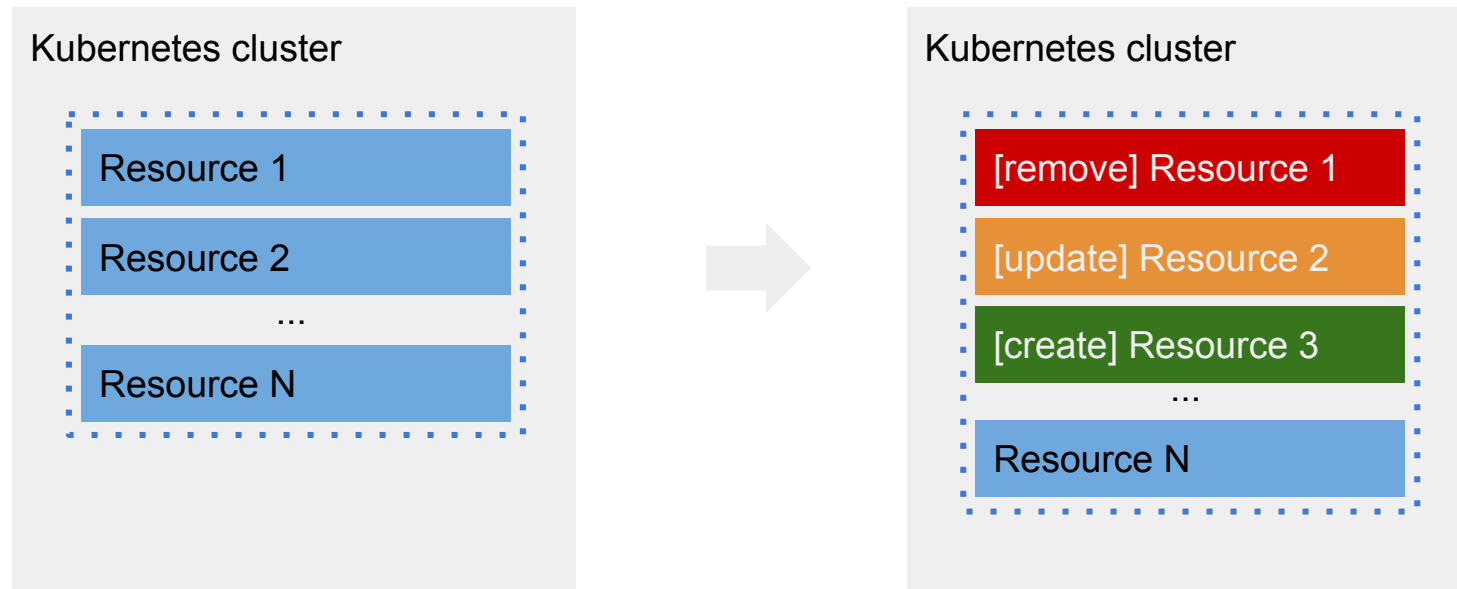 Kubernetes cluster
Resource 1
Resource 2
...
Resource N
Kubernetes cluster
[remove] Resource 1
[update] Resource 2
[create] Resource 3
...
Resource N